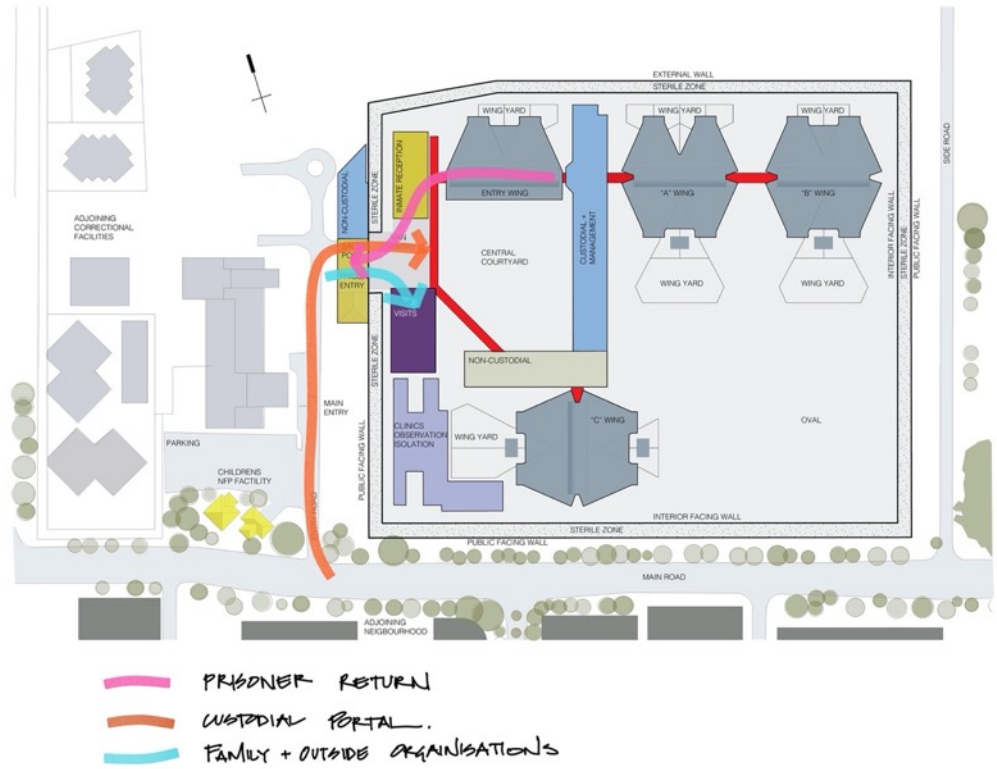 EXTERNAL WALL
STERILE ZONE
WING YARD
WING YARD
WING YARD
SIDE ROAD
NON-CUSTODIAL
STERILE ZONE
INMATE RECEPTION
ENTRY WING
"A" WING
"B" WING
ADJOINING
CORRECTIONAL
FACILITIES
CUSTODIAL +
MANAGEMENT
INTERIOR FACING WALL
STERILE ZONE
PUBLIC FACING WALL
CENTRAL
COURTYARD
ENTRY
WING YARD
WING YARD
VISITS
STERILE ZONE
NON-CUSTODIAL
MAIN
ENTRY
"C" WING
CLINICS
OBSERVATION
ISOLATION
WING YARD
OVAL
PARKING
PUBLIC FACING WALL
CHILDRENS
NFP FACTILITY
INTERIOR FACING WALL
STERILE ZONE
PUBLIC FACING WALL
MAIN ROAD
ADJOINING
NEIGBOURHOOD
PRISONER RETURN
CUSTODIAL PORTAL.
FAMILY + OUTSIDE ORGAINISATIONS